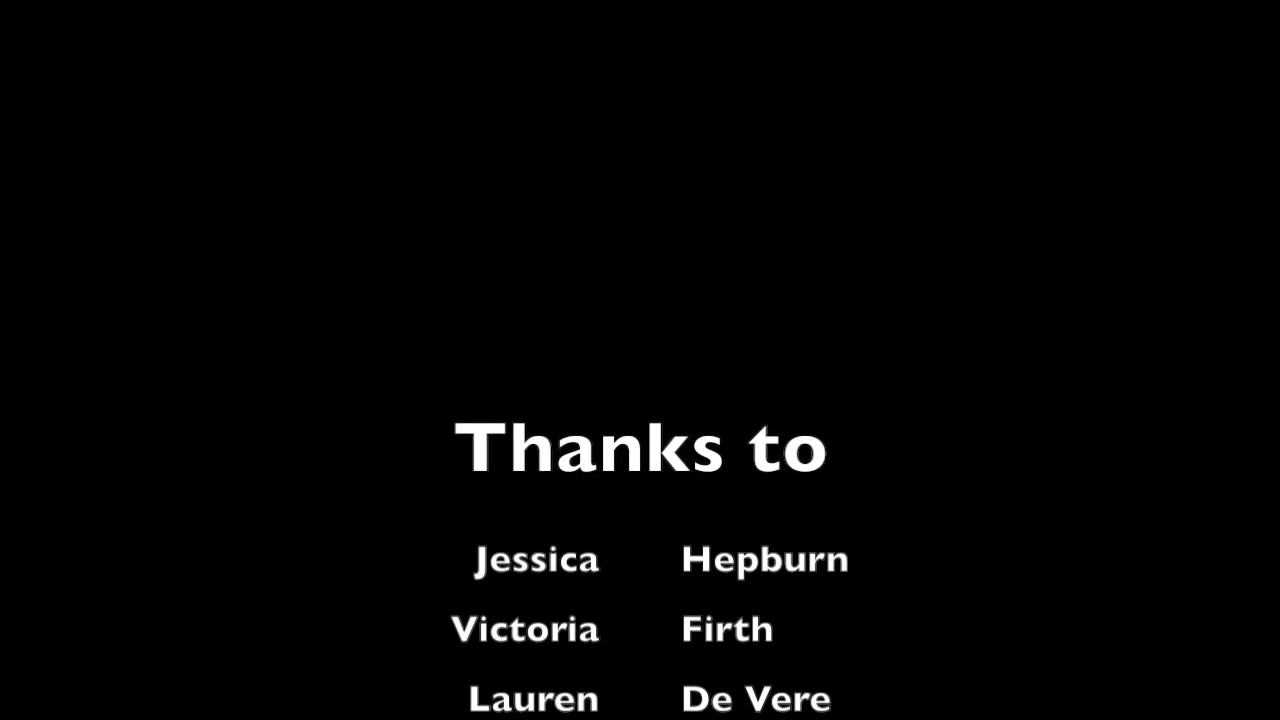 Thanks to
Jessica Hepburn
Victoria Firth
Lauren De Vere